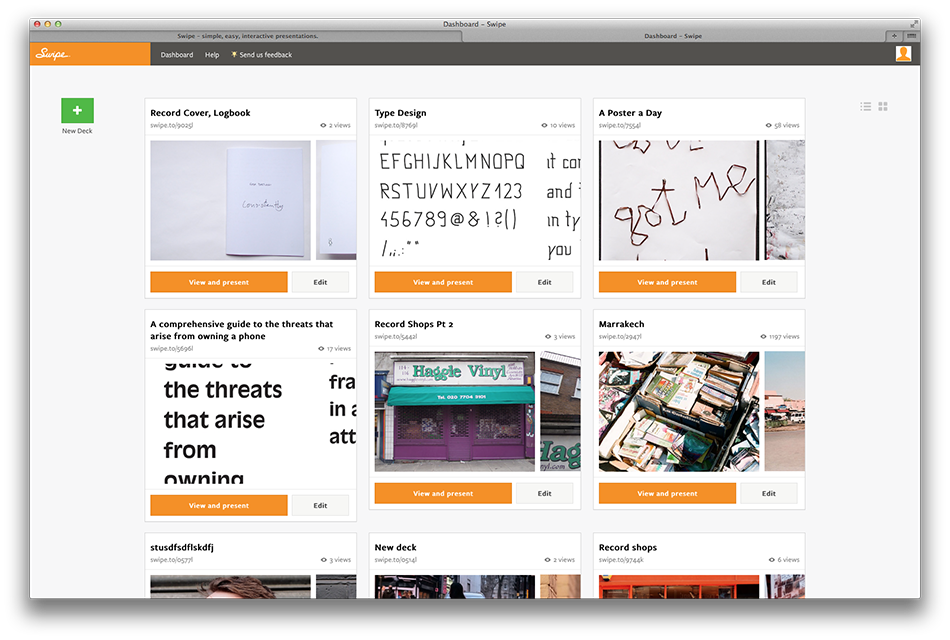 Dashboard – Swipe
Swipe – simple, easy, interactive presentations.
Dashboard – Swipe
Swipe
Dashboard
Help
Send us feedback
New Deck
Record Cover, Logbook
swipe.to/9025l
2 views
Constantly
View and present
Edit
Type Design
swipe.to/8769l
10 views
EFGHIJKLMNOPQ
RSTUVWXYZ123
456789@&!?()
/,.:""
it con
and t
in ty
you
View and present
Edit
A Poster a Day
swipe.to/7554l
58 views
got me
View and present
Edit
A comprehensive guide to the threats that
arise from owning a phone
swipe.to/5696l
17 views
guide to
the threats
that arise
from
owning
fra
in a
att
View and present
Edit
Record Shops Pt 2
swipe.to/5442l
3 views
Haggle Vinyl
Tel. 020 7704 3101
Hag
nyl.com
View and present
Edit
Marrakech
swipe.to/2947l
1197 views
View and present
Edit
stusdfsdflskdfj
swipe.to/0577l
3 views
New deck
swipe.to/0514l
2 views
Record shops
swipe.to/9744k
6 views